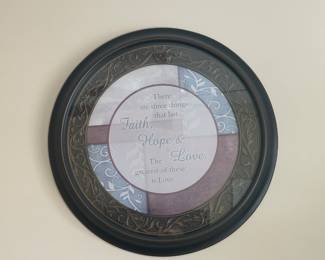 There
are three things
that last
Faith,
Hope &
Love
The
greatest of these
is Love